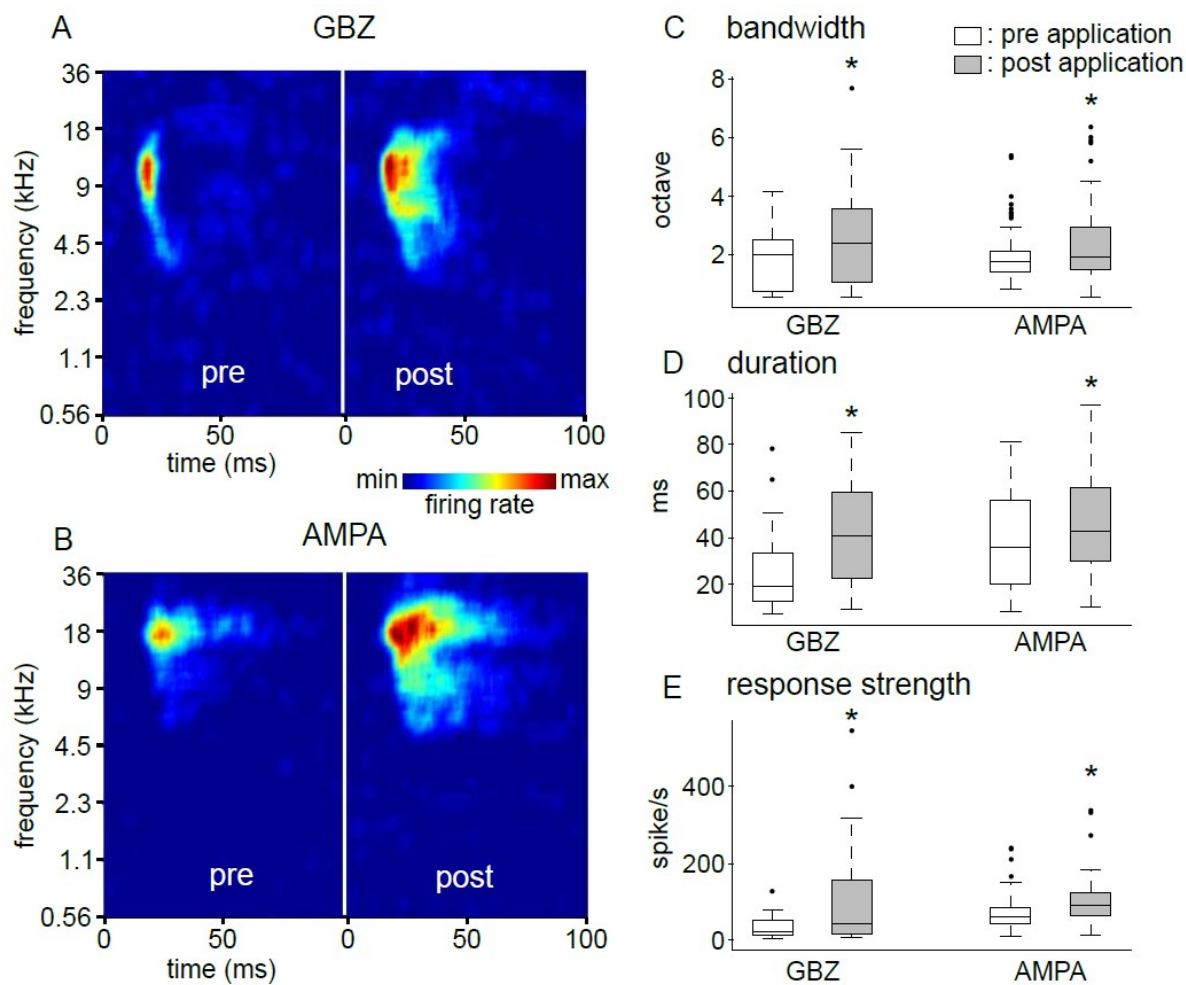 A GBZ
36
18
9
4.5
2.3
1.1
0.56
frequency (kHz)
pre post
0 50 0 50 100
time (ms)
min max
firing rate
B AMPA
36
18
9
4.5
2.3
1.1
0.56
frequency (kHz)
pre post
0 50 0 50 100
time (ms)
C bandwidth
: pre application
: post application
8
6
4
2
octave
* *
GBZ AMPA
D duration
100
80
60
40
20
ms
* *
GBZ AMPA
E response strength
400
200
0
spike/s
* *
GBZ AMPA